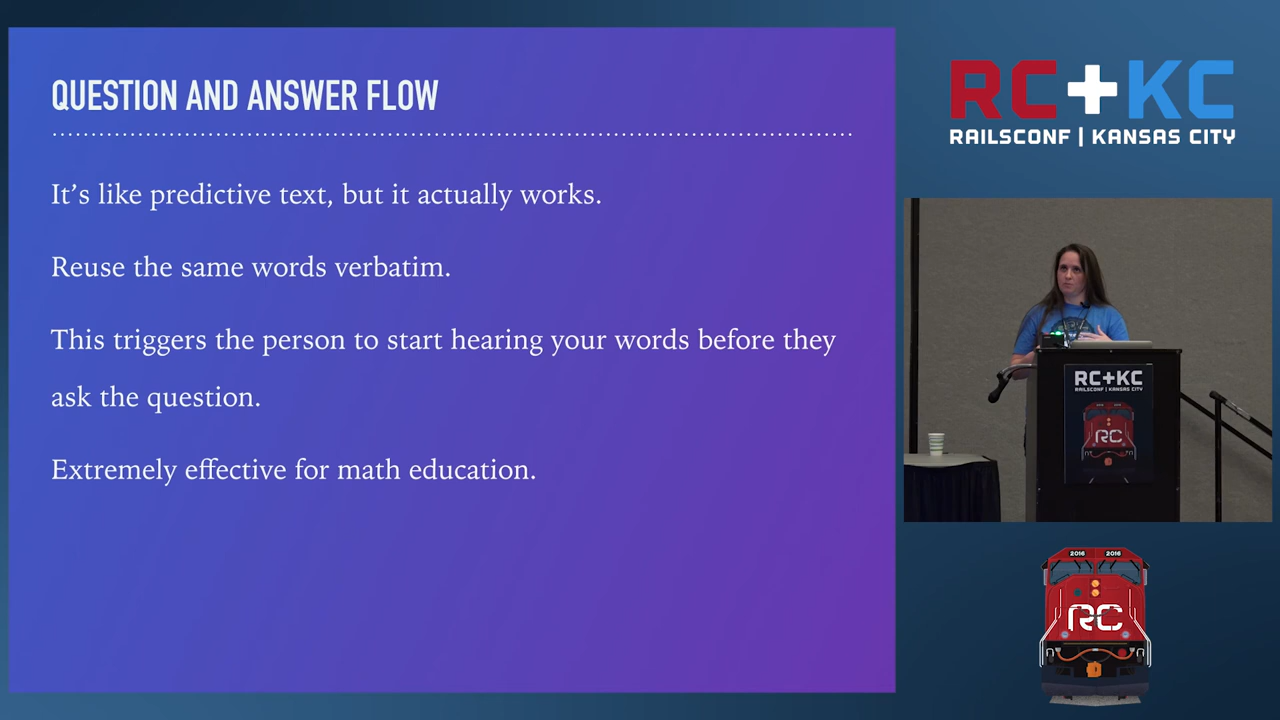 QUESTION AND ANSWER FLOW
It’s like predictive text, but it actually works.
Reuse the same words verbatim.
This triggers the person to start hearing your words before they
ask the question.
Extremely effective for math education.
RC+KC
RAILSCONF | KANSAS CITY
RC+KC
RAILSCONF | KANSAS CITY
RC
2016 2016
RC